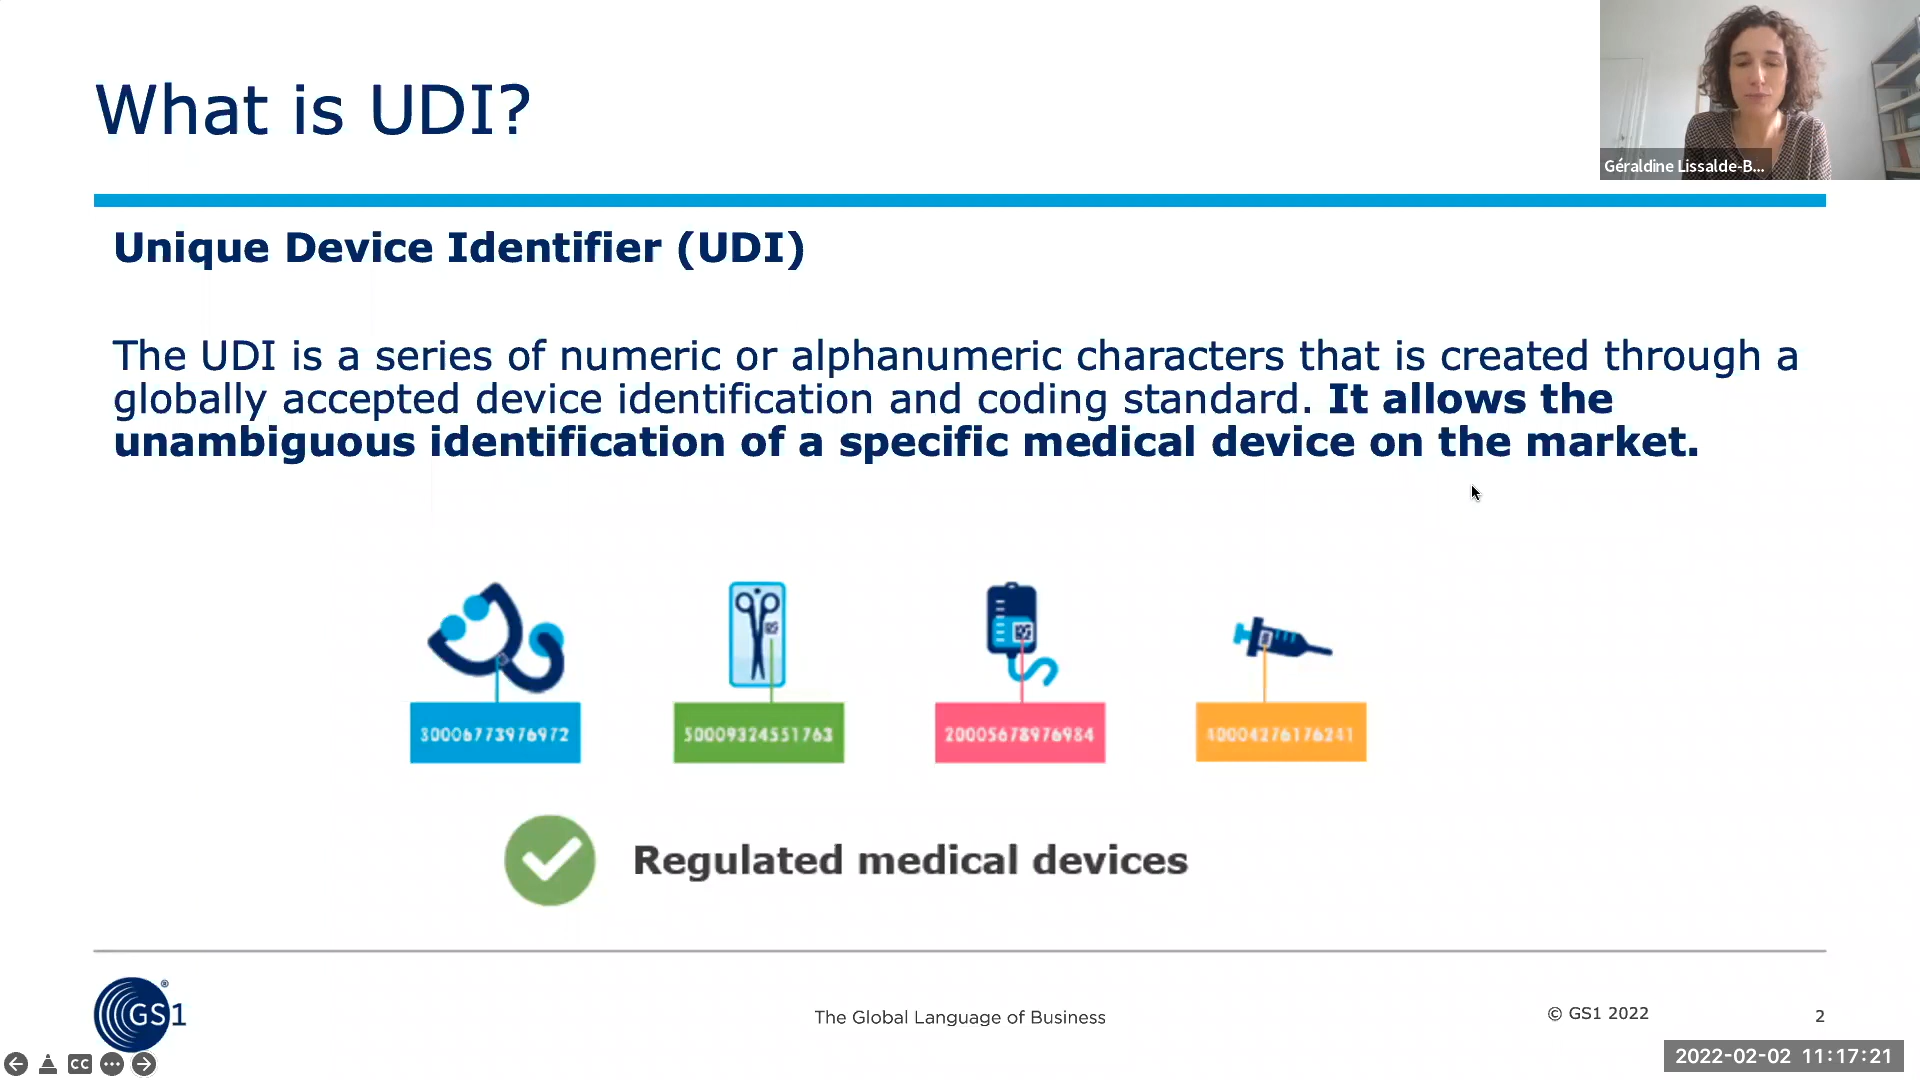 What is UDI?
Géraldine Lissalde-B...
Unique Device Identifier (UDI)
The UDI is a series of numeric or alphanumeric characters that is created through a
globally accepted device identification and coding standard. It allows the
unambiguous identification of a specific medical device on the market.
30006773976972
50009324551763
20005678976984
40004276176241
Regulated medical devices
GS1
®
The Global Language of Business
© GS1 2022
2
CC
2022-02-02 11:17:21